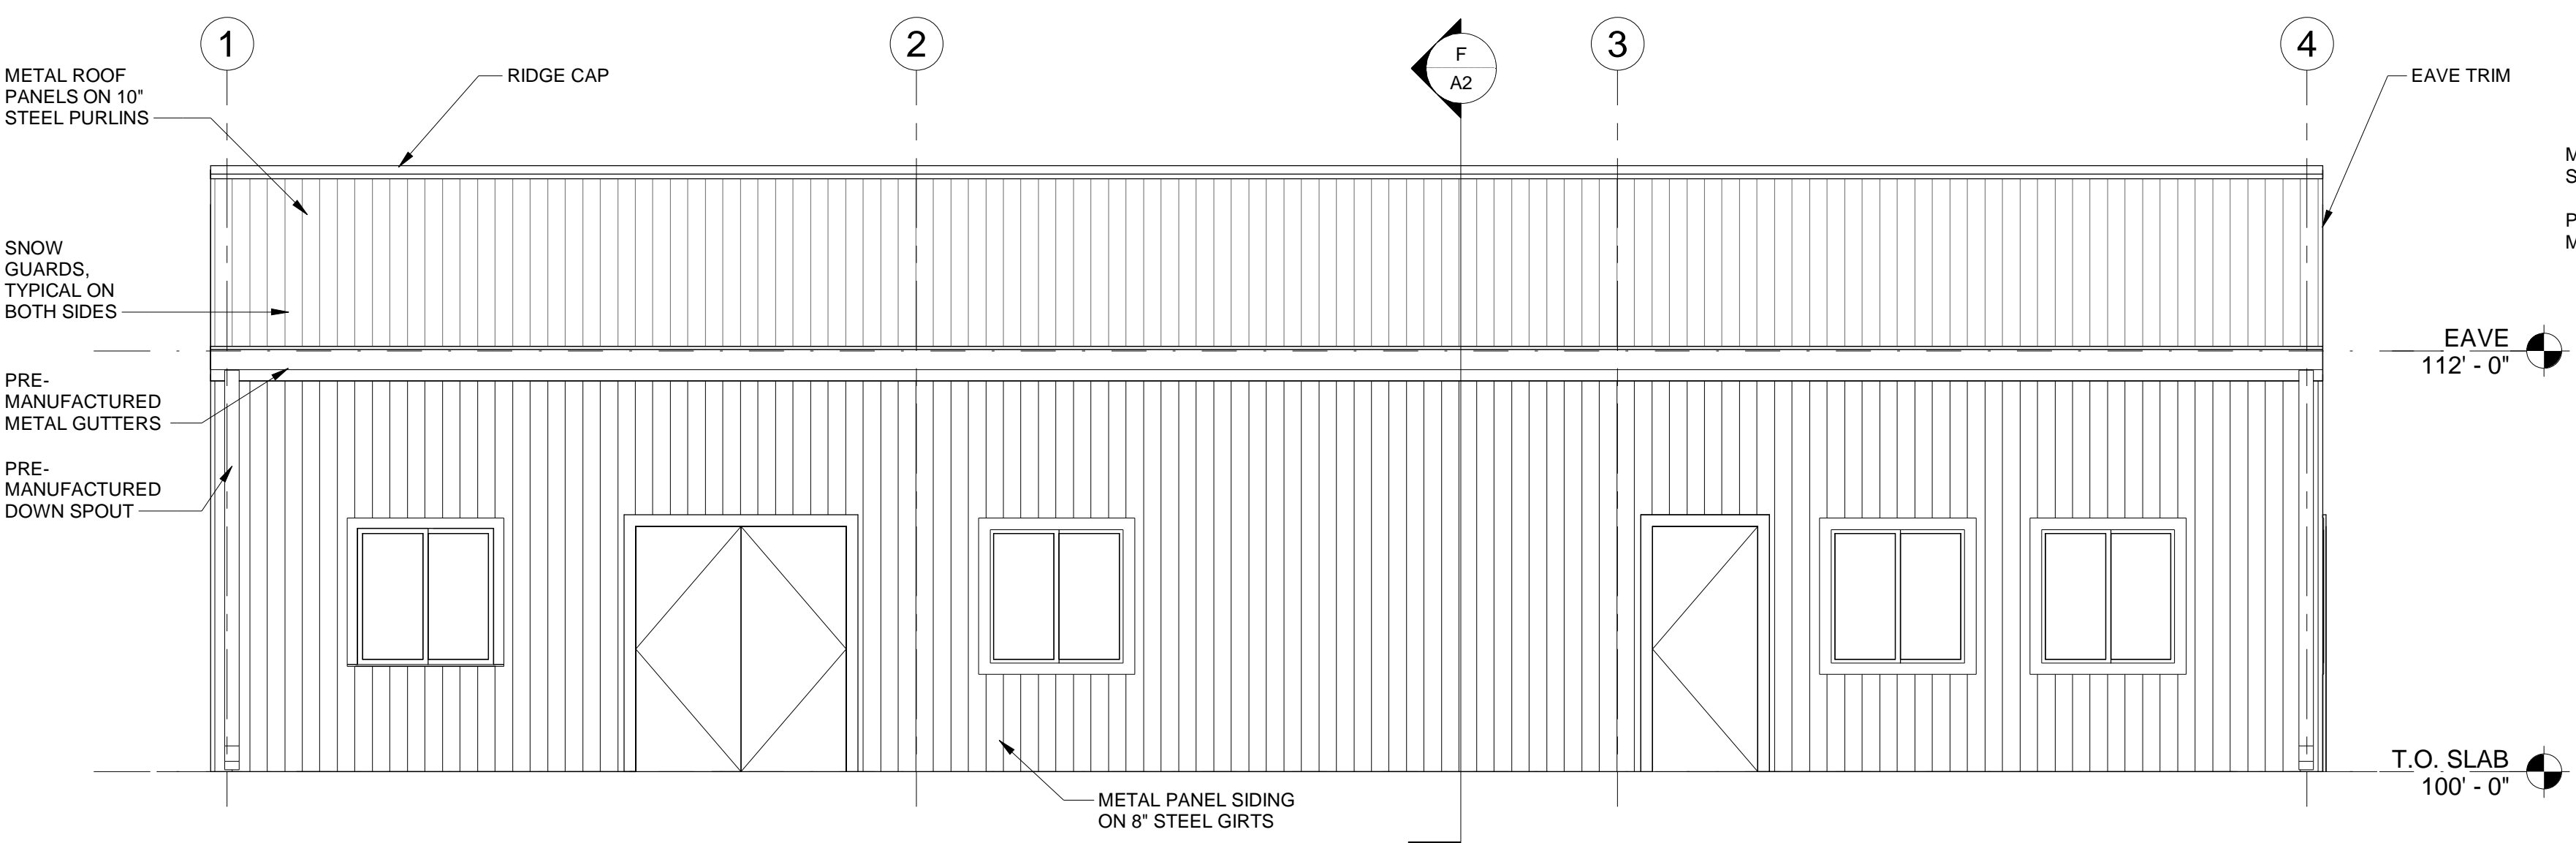 1
2
F
A2
3
4
METAL ROOF
PANELS ON 10"
STEEL PURLINS
RIDGE CAP
EAVE TRIM
SNOW
GUARDS,
TYPICAL ON
BOTH SIDES
EAVE
112' - 0"
PRE-
MANUFACTURED
METAL GUTTERS
PRE-
MANUFACTURED
DOWN SPOUT
T.O. SLAB
100' - 0"
METAL PANEL SIDING
ON 8" STEEL GIRTS